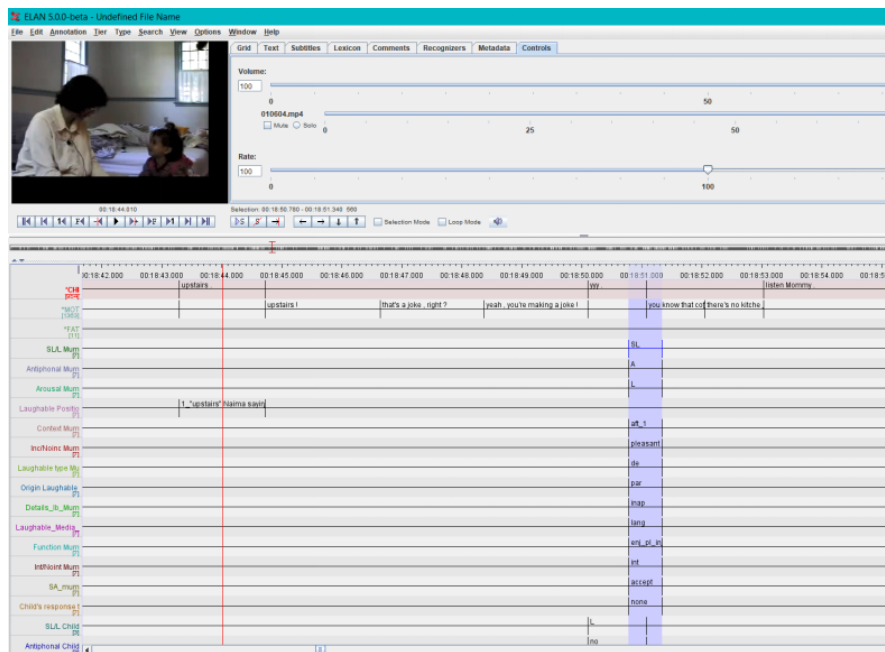 ELAN 5.0.0-beta - Undefined File Name
File Edit Annotation Tier Type Search View Options Window Help
Grid Text Subtitles Lexicon Comments Recognizers Metadata Controls
Volume:
100
0 50
010604.mp4
Mute Solo 0 25 50
Rate:
100
0 100
00:18:44.010
Selection: 00:18:50.780 - 00:18:51.340 560
Selection Mode Loop Mode
00:18:42.000 00:18:43.000 00:18:44.000 00:18:45.000 00:18:46.000 00:18:47.000 00:18:48.000 00:18:49.000 00:18:50.000 00:18:51.000 00:18:52.000 00:18:53.000 00:18:54.000 00:18:5
*CHI upstairs . yyy . listen Mommy ,
*MOT upstairs ! that's a joke , right ? yeah , you're making a joke ! you know that cof there's no kitche
*FAT
SL/L Mum SL
Antiphonal Mum A
Arousal Mum L
Laughable Positio 1_"upstairs" Naima sayin
Context Mum aft_1
Inc/NoInc Mum pleasant
Laughable type Mu de
Origin Laughable par
Details_lb_Mum inap
Laughable_Media_ lang
Function Mum enj_pl_inj
Int/Noint Mum int
SA_mum accept
Child's response t none
SL/L Child L
Antiphonal Child no